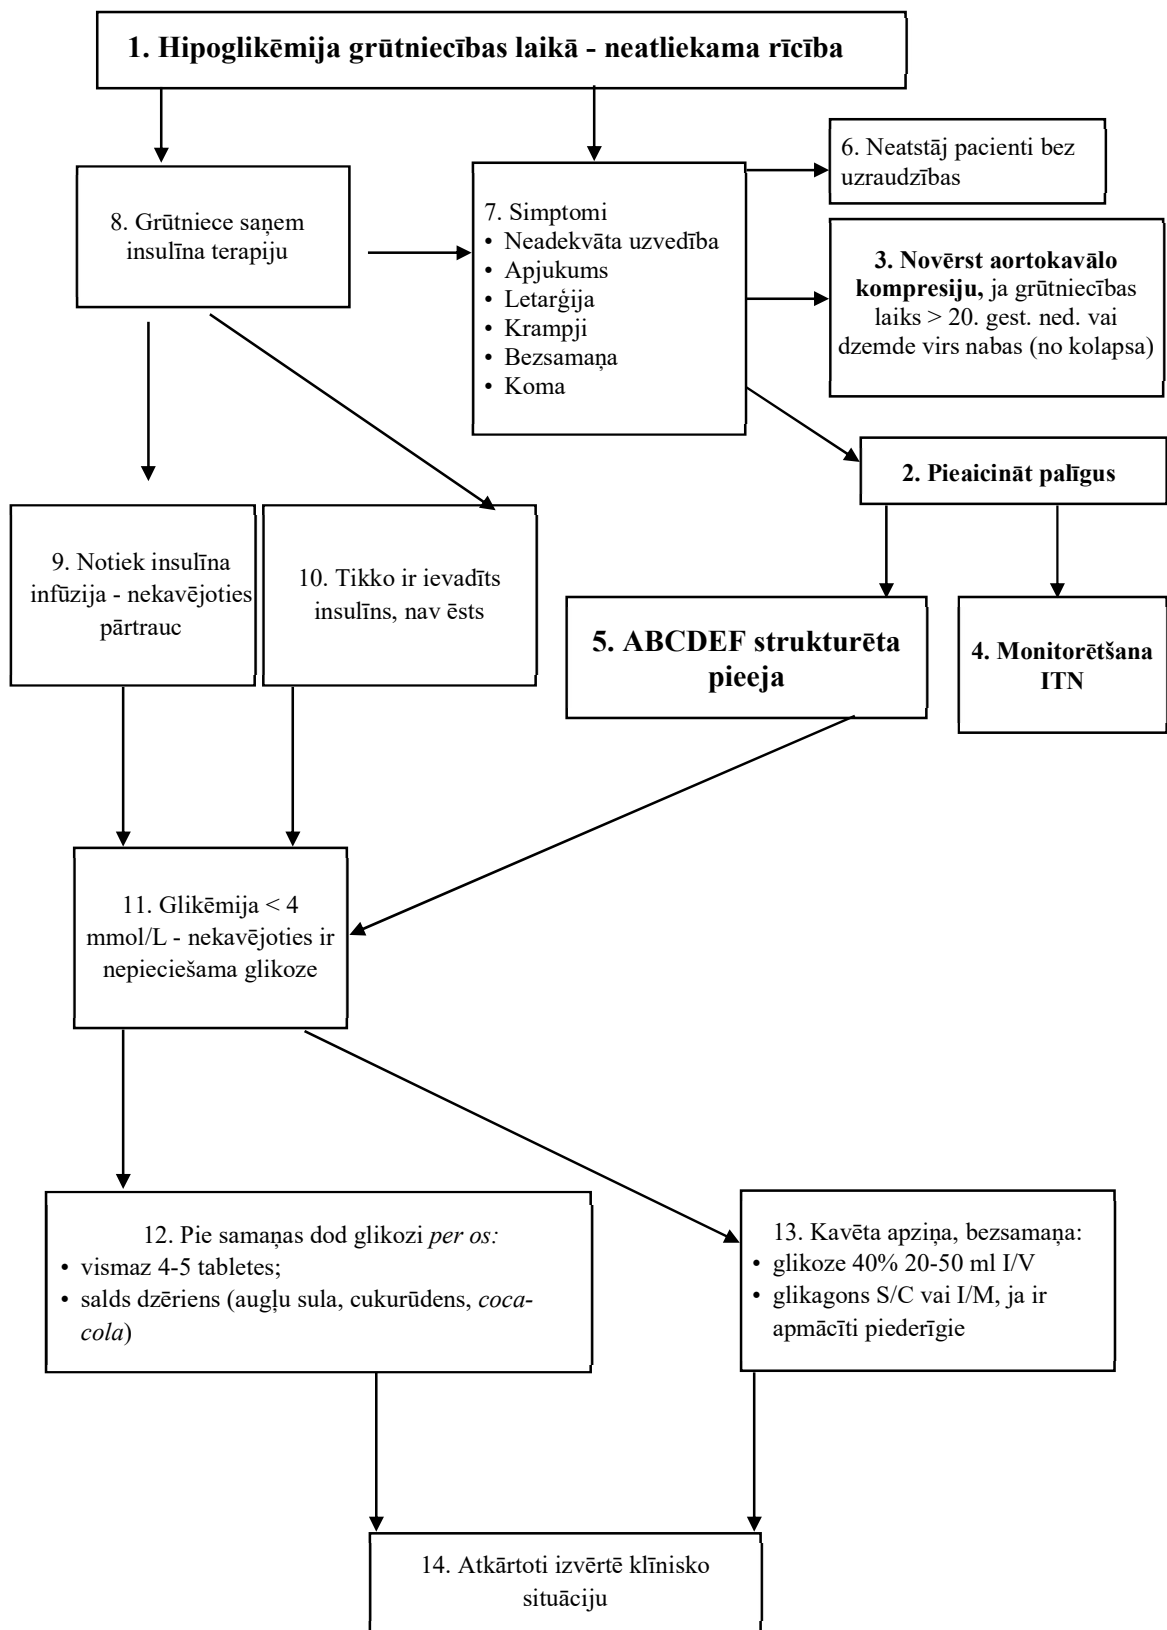 1. Hipoglikēmija grūtniecības laikā - neatliekama rīcība
6. Neatstāj pacienti bez
uzraudzības
8. Grūtniece saņem
insulīna terapiju
7. Simptomi
• Neadekvāta uzvedība
• Apjukums
• Letarģija
• Krampji
• Bezsamaņa
• Koma
3. Novērst aortokavālo
kompresiju, ja grūtniecības
laiks > 20. gest. ned. vai
dzemde virs nabas (no kolapsa)
2. Pieaicināt palīgus
9. Notiek insulīna
infūzija - nekavējoties
pārtrauc
10. Tikko ir ievadīts
insulīns, nav ēsts
5. ABCDEF strukturēta
pieeja
4. Monitorētšana
ITN
11. Glikēmija < 4
mmol/L - nekavējoties ir
nepieciešama glikoze
12. Pie samaņas dod glikozi per os:
• vismaz 4-5 tabletes;
• salds dzēriens (augļu sula, cukurūdens, coca-
cola)
13. Kavēta apziņa, bezsamaņa:
• glikoze 40% 20-50 ml I/V
• glikagons S/C vai I/M, ja ir
apmācīti piederīgie
14. Atkārtoti izvērtē klīnisko
situāciju